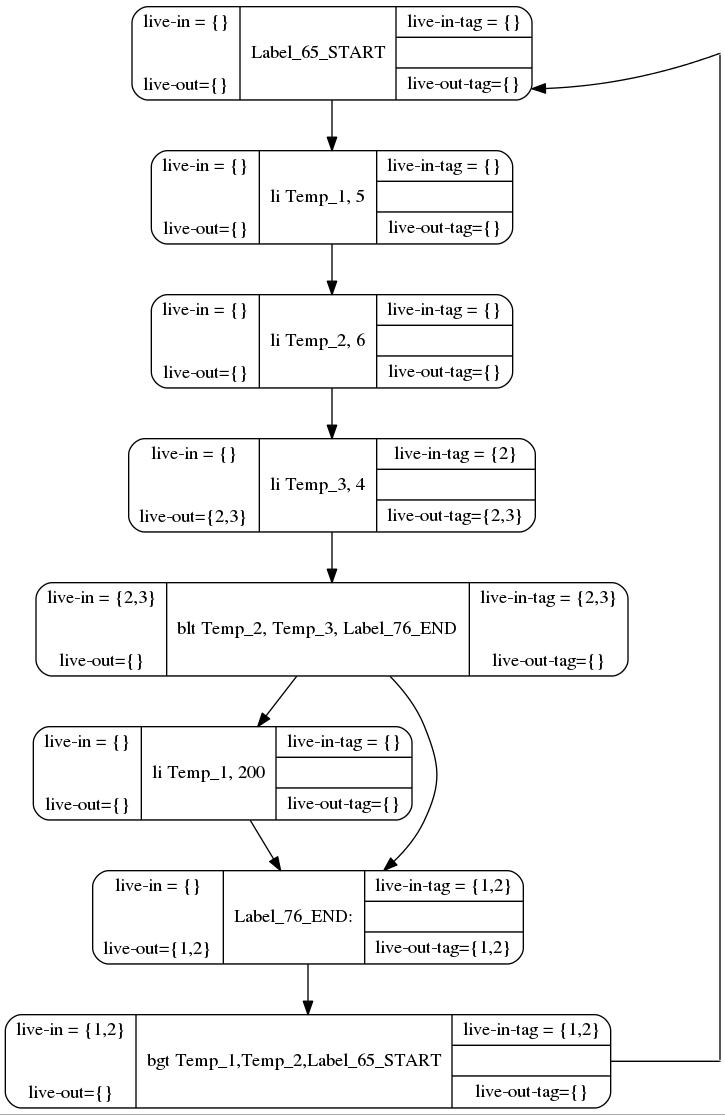 live-in = {}
live-out={}
Label_65_START
live-in-tag = {}
live-out-tag={}
live-in = {}
live-out={}
li Temp_1, 5
live-in-tag = {}
live-out-tag={}
live-in = {}
live-out={}
li Temp_2, 6
live-in-tag = {}
live-out-tag={}
live-in = {}
live-out={2,3}
li Temp_3, 4
live-in-tag = {2}
live-out-tag={2,3}
live-in = {2,3}
live-out={}
blt Temp_2, Temp_3, Label_76_END
live-in-tag = {2,3}
live-out-tag={}
live-in = {}
live-out={}
li Temp_1, 200
live-in-tag = {}
live-out-tag={}
live-in = {}
live-out={1,2}
Label_76_END:
live-in-tag = {1,2}
live-out-tag={1,2}
live-in = {1,2}
live-out={}
bgt Temp_1,Temp_2,Label_65_START
live-in-tag = {1,2}
live-out-tag={}